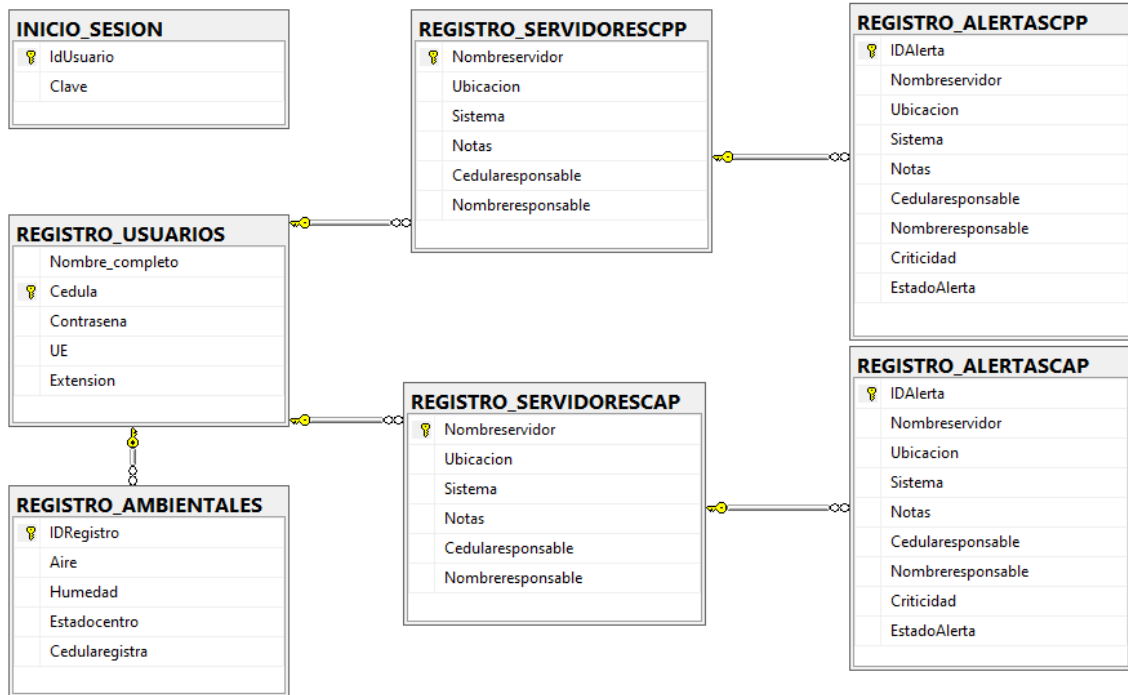 INICIO_SESION
IdUsuario
Clave
REGISTRO_USUARIOS
Nombre_completo
Cedula
Contrasena
UE
Extension
REGISTRO_AMBIENTALES
IDRegistro
Aire
Humedad
Estadocentro
Cedularegistra
REGISTRO_SERVIDORESCPP
Nombreservidor
Ubicacion
Sistema
Notas
Cedularesponsable
Nombreresponsable
REGISTRO_SERVIDORESCAP
Nombreservidor
Ubicacion
Sistema
Notas
Cedularesponsable
Nombreresponsable
REGISTRO_ALERTASCPP
IDAlerta
Nombreservidor
Ubicacion
Sistema
Notas
Cedularesponsable
Nombreresponsable
Criticidad
EstadoAlerta
REGISTRO_ALERTASCAP
IDAlerta
Nombreservidor
Ubicacion
Sistema
Notas
Cedularesponsable
Nombreresponsable
Criticidad
EstadoAlerta